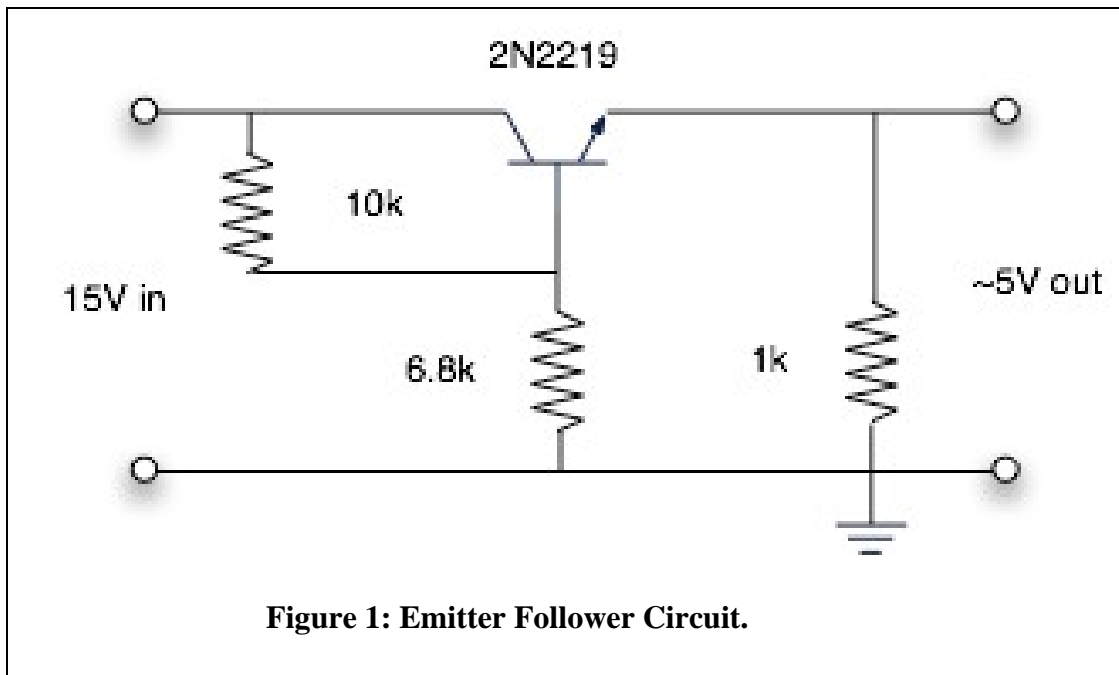 2N2219
10k
15V in
~5V out
6.8k
1k
Figure 1: Emitter Follower Circuit.